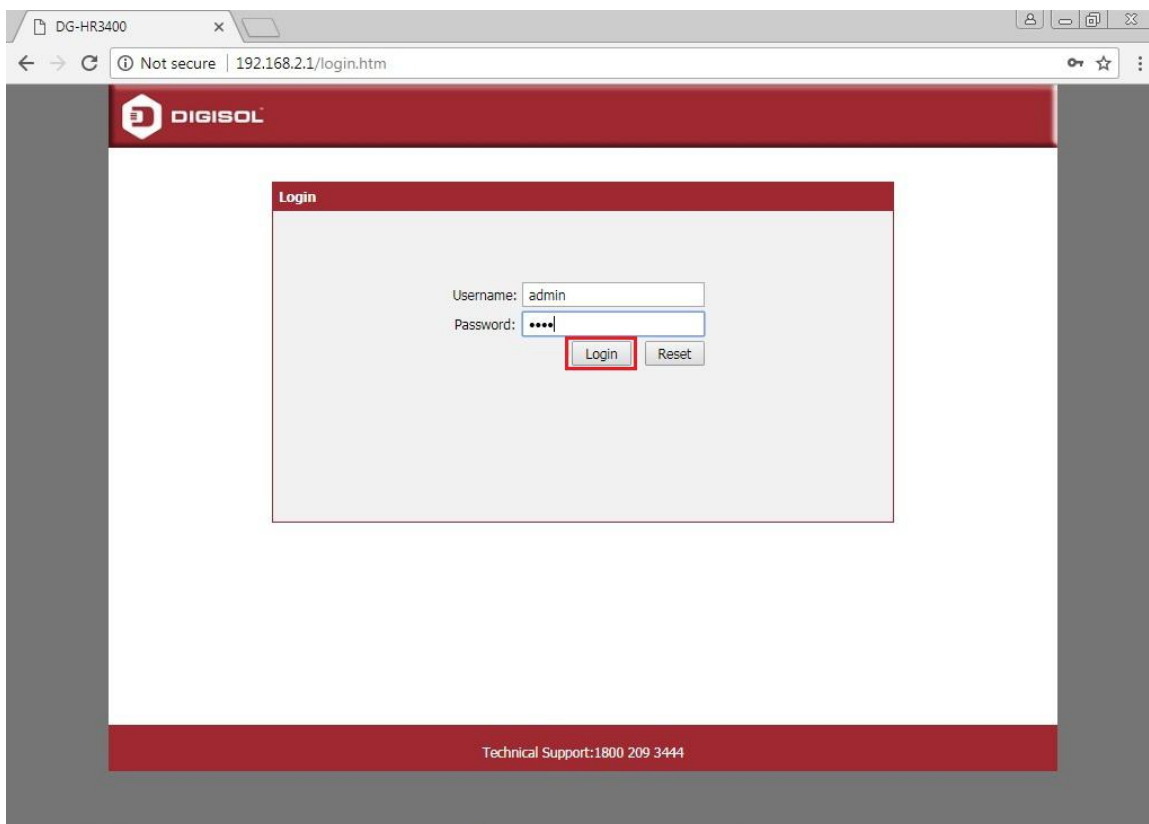 DG-HR3400
Not secure | 192.168.2.1/login.htm
DIGISOL
Login
Username: admin
Password: ••••
Login Reset
Technical Support:1800 209 3444